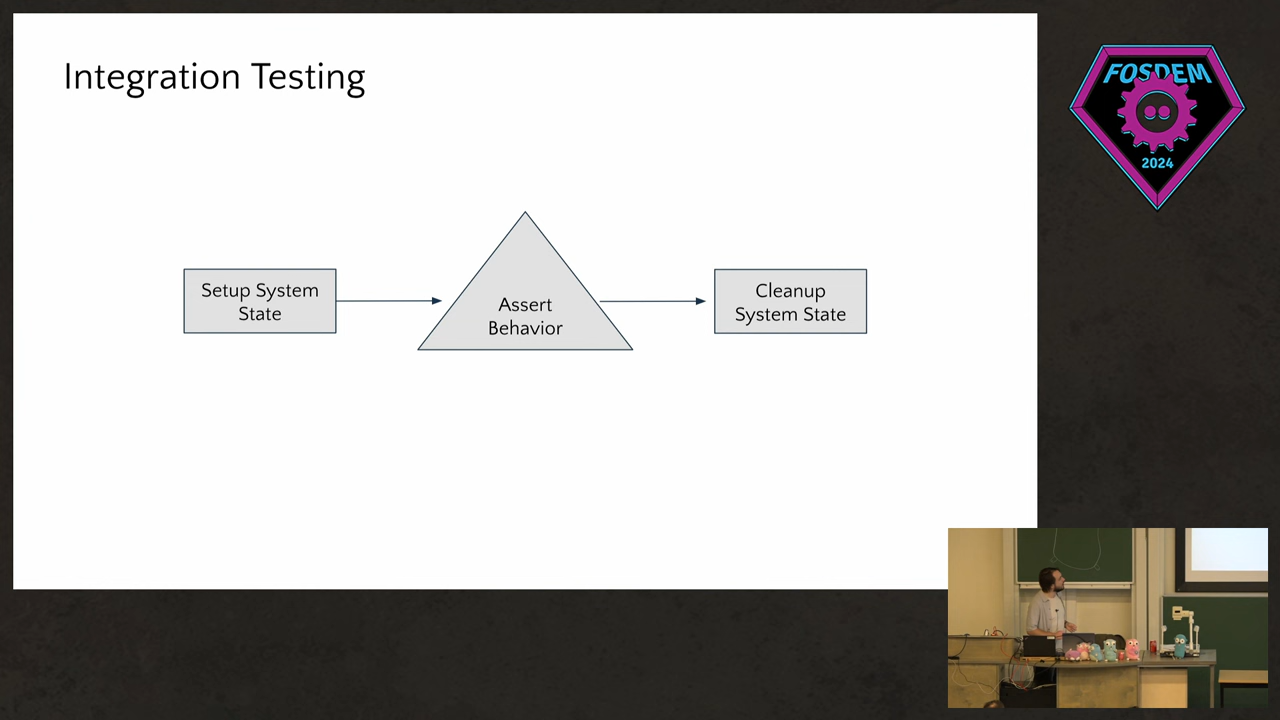 Integration Testing
Setup System
State
Assert
Behavior
Cleanup
System State
FOSDEM
2024